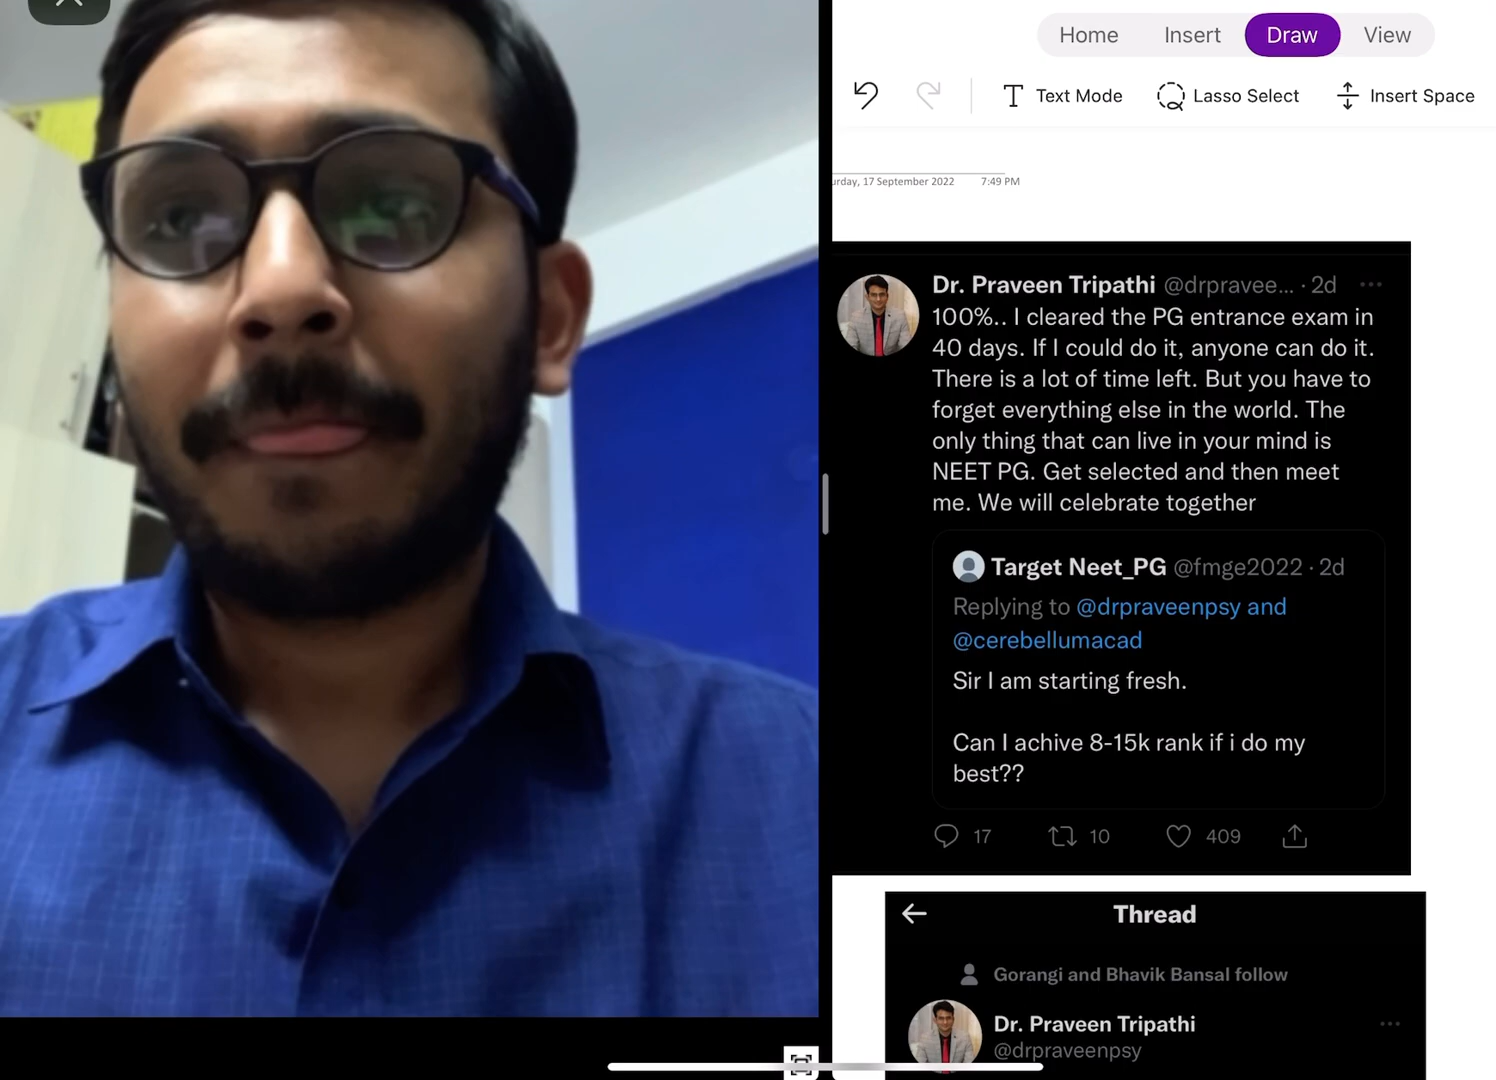 Home Insert Draw View
Text Mode Lasso Select Insert Space
urday, 17 September 2022 7:49 PM
Dr. Praveen Tripathi @drpravee... · 2d
100%.. I cleared the PG entrance exam in
40 days. If I could do it, anyone can do it.
There is a lot of time left. But you have to
forget everything else in the world. The
only thing that can live in your mind is
NEET PG. Get selected and then meet
me. We will celebrate together
Target Neet_PG @fmge2022 · 2d
Replying to @drpraveenpsy and
@cerebellumacad
Sir I am starting fresh.
Can I achive 8-15k rank if i do my
best??
17 10 409
Thread
Gorangi and Bhavik Bansal follow
Dr. Praveen Tripathi
@drpraveenpsy